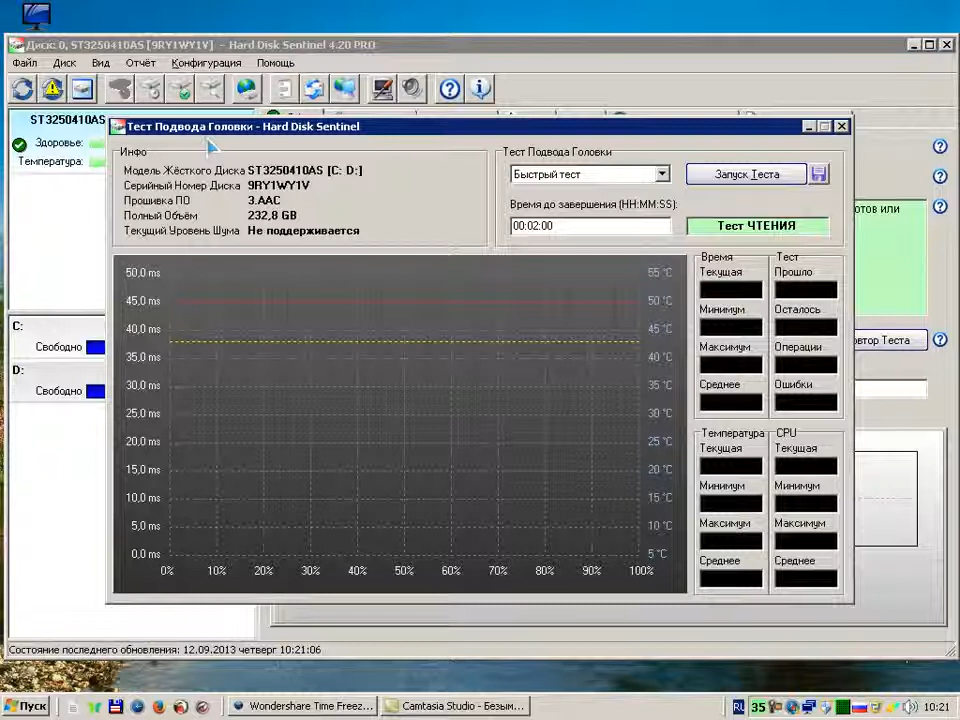 Диск: 0, ST3250410AS [9RY1WY1V] - Hard Disk Sentinel 4.20 PRO
Файл Диск Вид Отчёт Конфигурация Помощь
ST3250410AS
Здоровье:
Температура:
Тест Подвода Головки - Hard Disk Sentinel
Инфо
Модель Жёсткого Диска ST3250410AS [C: D:]
Серийный Номер Диска 9RY1WY1V
Прошивка ПО 3.AAC
Полный Объём 232,8 GB
Текущий Уровень Шума Не поддерживается
Тест Подвода Головки
Быстрый тест
Запуск Теста
Время до завершения (HH:MM:SS):
00:02:00
Тест ЧТЕНИЯ
отов или
втор Теста
C:
Свободно
D:
Свободно
50,0 ms 55 °C
45,0 ms 50 °C
40,0 ms 45 °C
35,0 ms 40 °C
30,0 ms 35 °C
25,0 ms 30 °C
20,0 ms 25 °C
15,0 ms 20 °C
10,0 ms 15 °C
5,0 ms 10 °C
0,0 ms 5 °C
0% 10% 20% 30% 40% 50% 60% 70% 80% 90% 100%
Время Тест
Текущая Прошло
Минимум Осталось
Максимум Операции
Среднее Ошибки
Температура CPU
Текущая Текущая
Минимум Минимум
Максимум Максимум
Среднее Среднее
Состояние последнего обновления: 12.09.2013 четверг 10:21:06
Пуск
Wondershare Time Freez...
Camtasia Studio - Безым...
RL
35
10:21